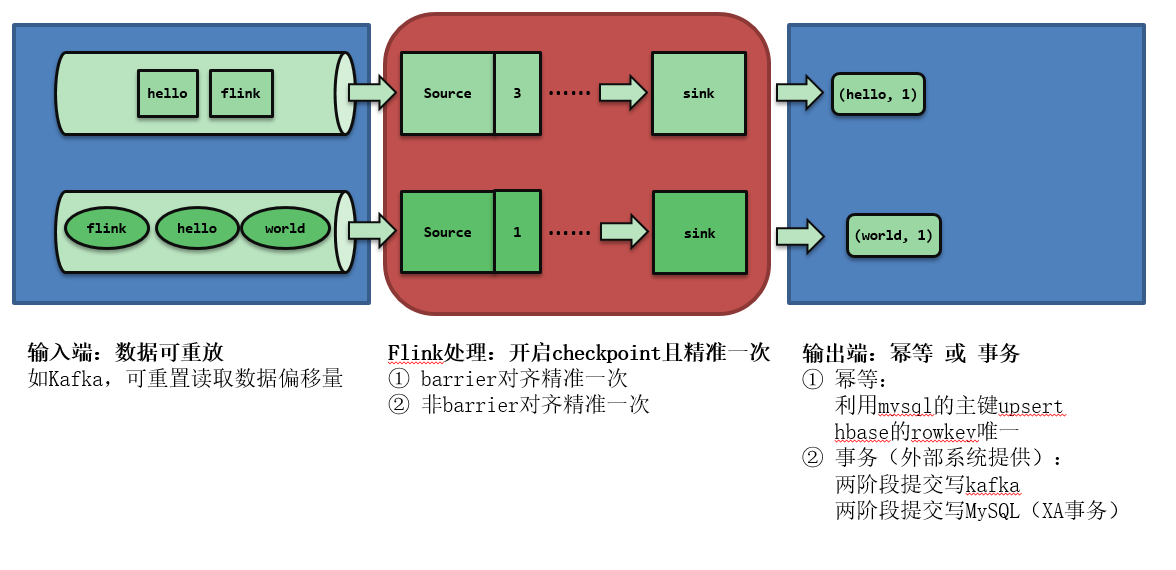 hello flink
Source 3 ...... sink
(hello, 1)
flink hello world
Source 1 ...... sink
(world, 1)
输入端：数据可重放
如Kafka，可重置读取数据偏移量
Flink处理：开启checkpoint且精准一次
① barrier对齐精准一次
② 非barrier对齐精准一次
输出端：幂等 或 事务
① 幂等：
利用mysql的主键upsert
hbase的rowkey唯一
② 事务（外部系统提供）：
两阶段提交写kafka
两阶段提交写MySQL（XA事务）